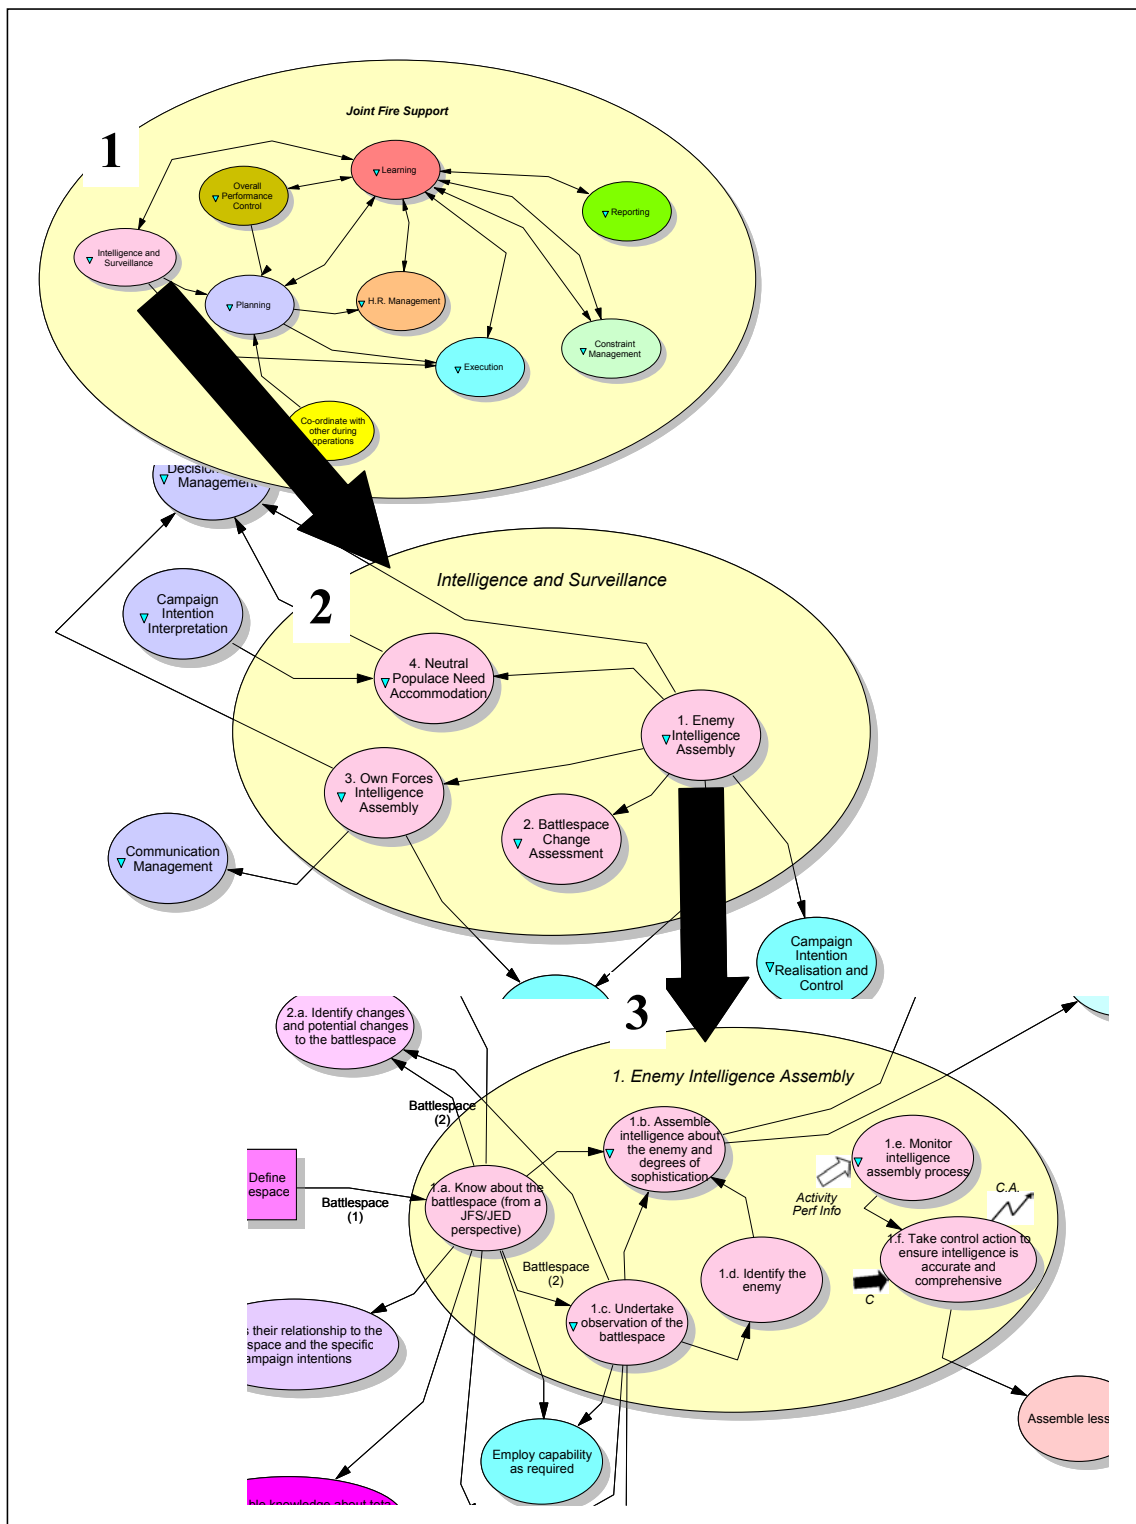 Joint Fire Support
1
Learning
Overall
Performance
Control
Reporting
Intelligence and
Surveillance
Planning
H.R. Management
Constraint
Management
Execution
Co-ordinate with
other during
operations
Management
Intelligence and Surveillance
2
Campaign
Intention
Interpretation
4. Neutral
Populace Need
Accommodation
1. Enemy
Intelligence
Assembly
3. Own Forces
Intelligence
Assembly
2. Battlespace
Change
Assessment
Communication
Management
Campaign
Intention
Realisation and
Control
3
2.a. Identify changes
and potential changes
to the battlespace
1. Enemy Intelligence Assembly
Battlespace
(2)
1.b. Assemble
intelligence about
the enemy and
degrees of
sophistication
1.e. Monitor
intelligence
assembly process
Activity
Perf Info
C.A.
Define
espace
Battlespace
(1)
1.a. Know about the
battlespace (from a
JFS/JED
perspective)
1.f. Take control action to
ensure intelligence is
accurate and
comprehensive
C
Battlespace
(2)
1.d. Identify the
enemy
1.c. Undertake
observation of the
battlespace
s their relationship to the
space and the specific
ampaign intentions
Assemble less
Employ capability
as required
ble knowledge about tota